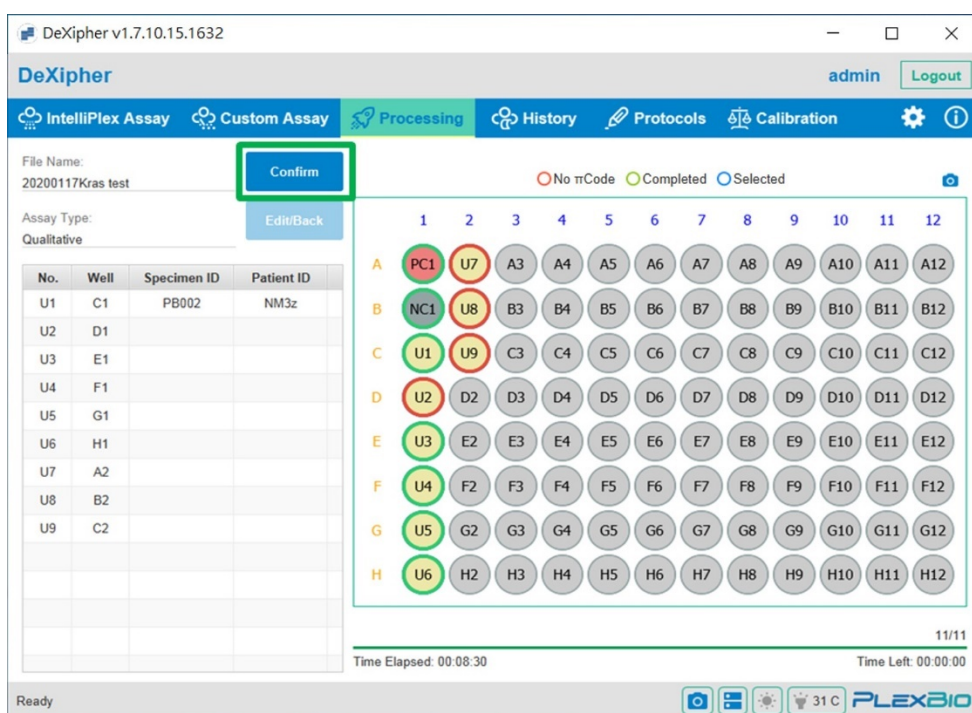 DeXipher v1.7.10.15.1632
DeXipher admin Logout
IntelliPlex Assay Custom Assay Processing History Protocols Calibration
File Name:
20200117Kras test
Confirm
Assay Type:
Qualitative
Edit/Back
No. Well Specimen ID Patient ID
U1 C1 PB002 NM3z
U2 D1
U3 E1
U4 F1
U5 G1
U6 H1
U7 A2
U8 B2
U9 C2
No πCode Completed Selected
1 2 3 4 5 6 7 8 9 10 11 12
A PC1 U7 A3 A4 A5 A6 A7 A8 A9 A10 A11 A12
B NC1 U8 B3 B4 B5 B6 B7 B8 B9 B10 B11 B12
C U1 U9 C3 C4 C5 C6 C7 C8 C9 C10 C11 C12
D U2 D2 D3 D4 D5 D6 D7 D8 D9 D10 D11 D12
E U3 E2 E3 E4 E5 E6 E7 E8 E9 E10 E11 E12
F U4 F2 F3 F4 F5 F6 F7 F8 F9 F10 F11 F12
G U5 G2 G3 G4 G5 G6 G7 G8 G9 G10 G11 G12
H U6 H2 H3 H4 H5 H6 H7 H8 H9 H10 H11 H12
11/11
Time Elapsed: 00:08:30 Time Left: 00:00:00
Ready 31 C PLEXBIO